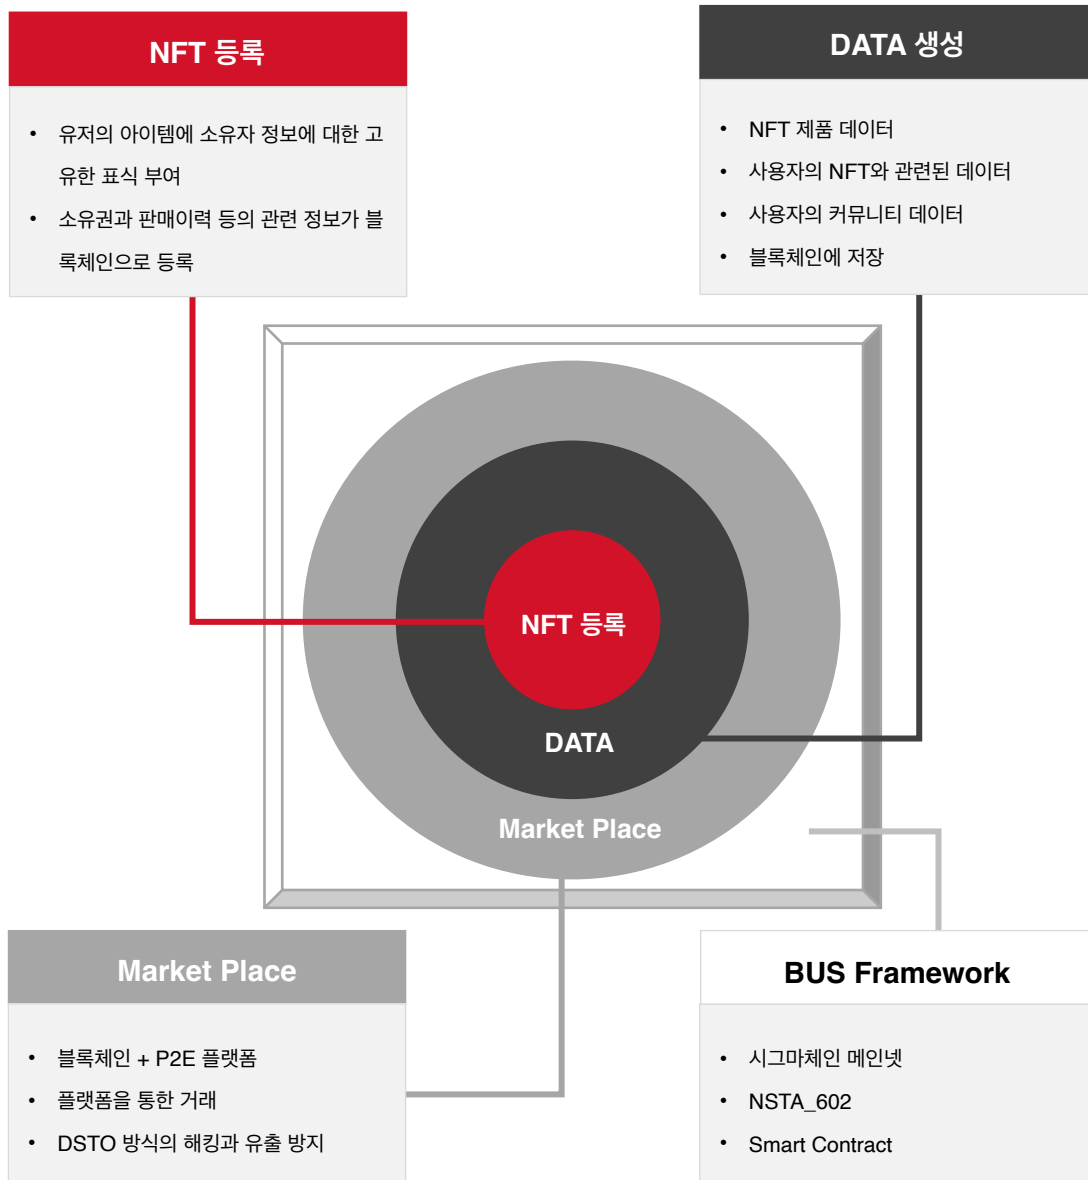 NFT 등록
• 유저의 아이템에 소유자 정보에 대한 고
유한 표식 부여
• 소유권과 판매이력 등의 관련 정보가 블
록체인으로 등록
DATA 생성
• NFT 제품 데이터
• 사용자의 NFT와 관련된 데이터
• 사용자의 커뮤니티 데이터
• 블록체인에 저장
NFT 등록
DATA
Market Place
Market Place
• 블록체인 + P2E 플랫폼
• 플랫폼을 통한 거래
• DSTO 방식의 해킹과 유출 방지
BUS Framework
• 시그마체인 메인넷
• NSTA_602
• Smart Contract